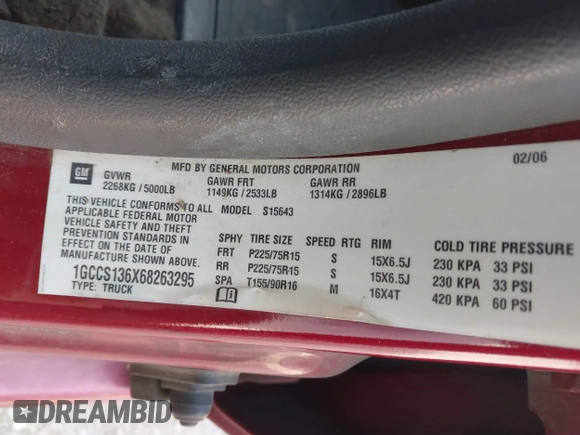 MFD BY GENERAL MOTORS CORPORATION 02/06
GM GVWR GAWR FRT GAWR RR
2268KG / 5000LB 1149KG / 2533LB 1314KG / 2896LB
THIS VEHICLE CONFORMS TO ALL MODEL S15643
APPLICABLE FEDERAL MOTOR
VEHICLE SAFETY AND THEFT
PREVENTION STANDARDS IN
EFFECT ON THE DATE OF
MANUFACTURE SHOWN ABOVE.
1GCCS136X68263295
TYPE: TRUCK
SPHY TIRE SIZE SPEED RTG RIM COLD TIRE PRESSURE
FRT P225/75R15 S 15X6.5J 230 KPA 33 PSI
RR P225/75R15 S 15X6.5J 230 KPA 33 PSI
SPA T155/90R16 M 16X4T 420 KPA 60 PSI
DREAMBID
#DREAMBID